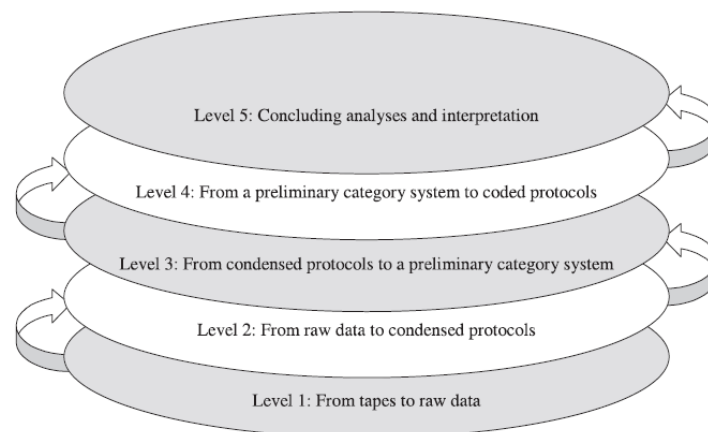 Level 5: Concluding analyses and interpretation
Level 4: From a preliminary category system to coded protocols
Level 3: From condensed protocols to a preliminary category system
Level 2: From raw data to condensed protocols
Level 1: From tapes to raw data